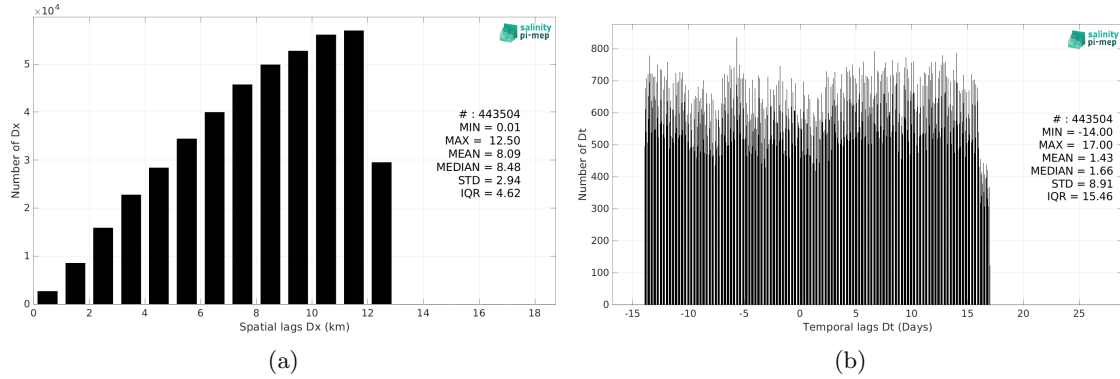 ×10⁴
salinity
pi-mep
5
4
3
2
1
0
Number of Dx
# : 443504
MIN = 0.01
MAX = 12.50
MEAN = 8.09
MEDIAN = 8.48
STD = 2.94
IQR = 4.62
0 2 4 6 8 10 12 14 16 18
Spatial lags Dx (km)
(a)
salinity
pi-mep
800
700
600
500
400
300
200
100
0
Number of Dt
# : 443504
MIN = -14.00
MAX = 17.00
MEAN = 1.43
MEDIAN = 1.66
STD = 8.91
IQR = 15.46
-15 -10 -5 0 5 10 15 20 25
Temporal lags Dt (Days)
(b)